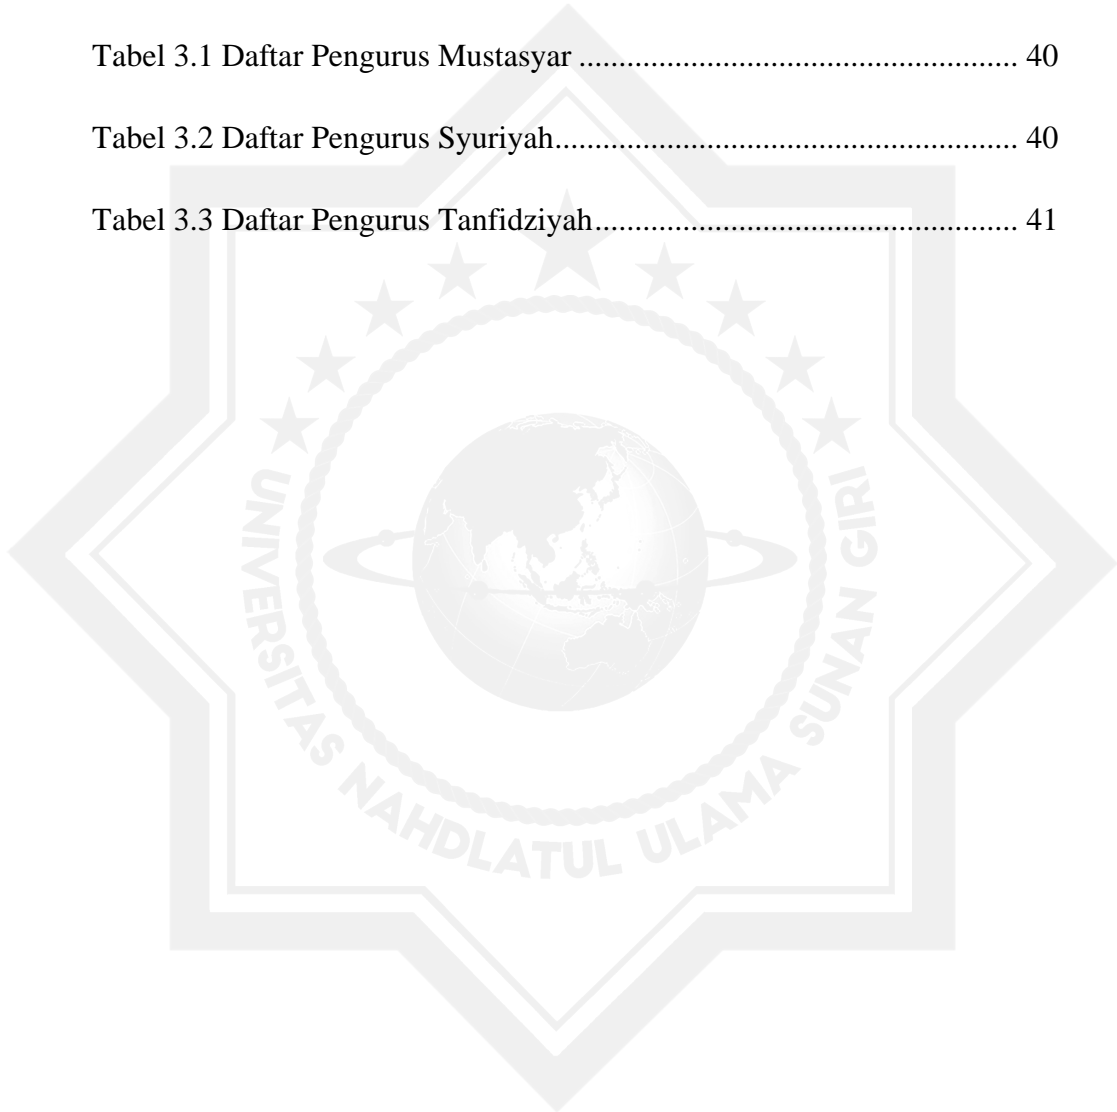 Tabel 3.1 Daftar Pengurus Mustasyar ...................................................... 40
Tabel 3.2 Daftar Pengurus Syuriyah......................................................... 40
Tabel 3.3 Daftar Pengurus Tanfidziyah.................................................... 41
UNIVERSITAS NAHDLATUL ULAMA SUNAN GIRI